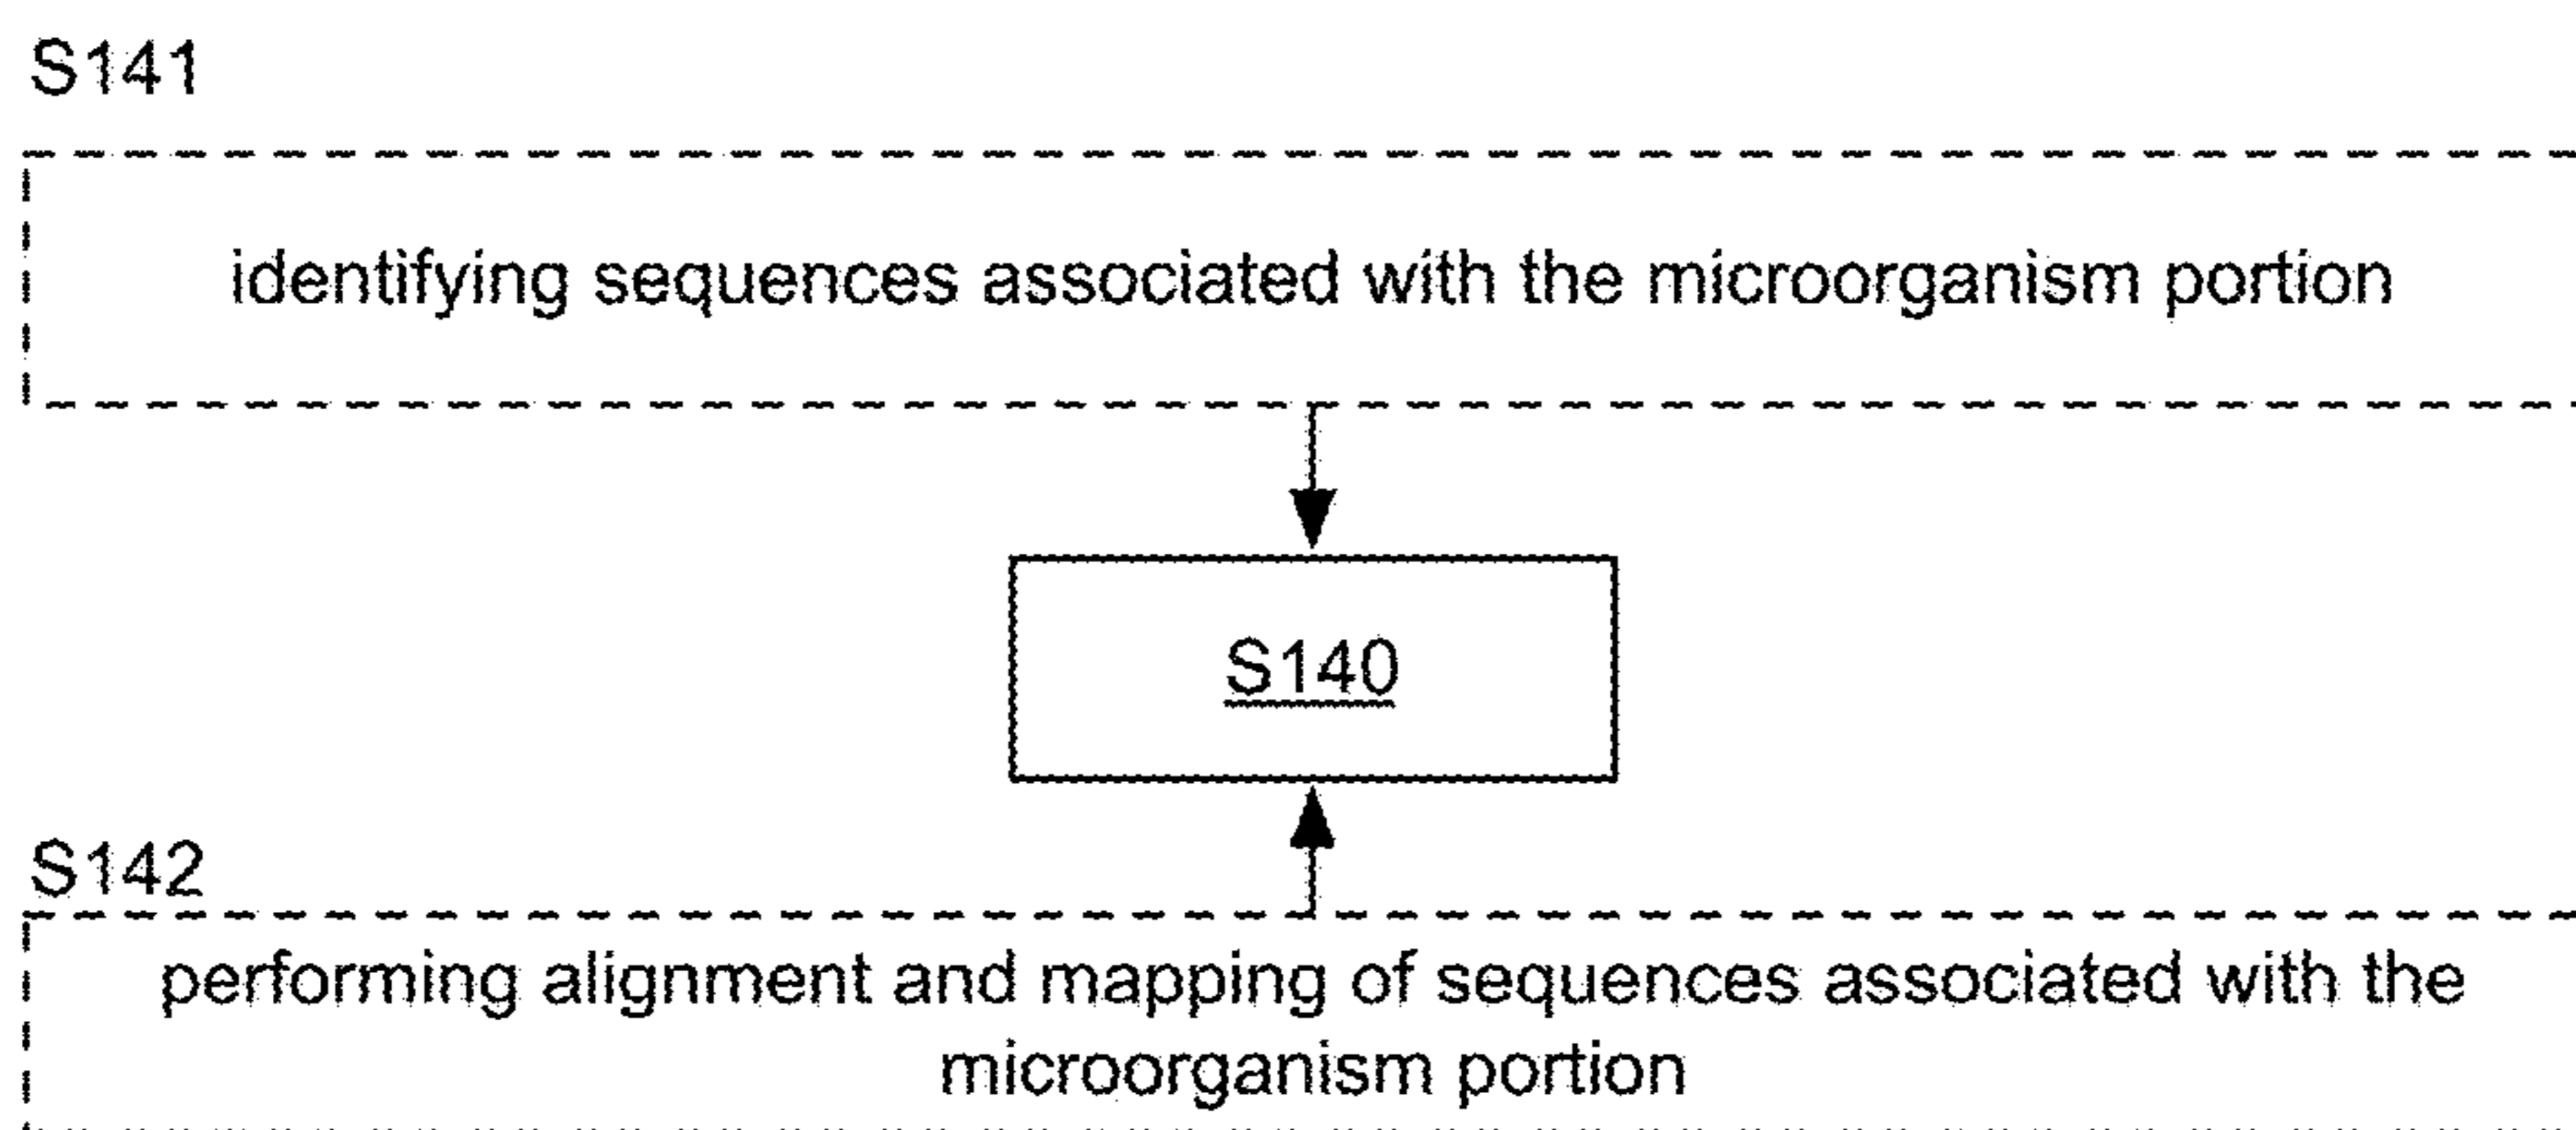 S141
identifying sequences associated with the microorganism portion
S140
S142
performing alignment and mapping of sequences associated with the
microorganism portion